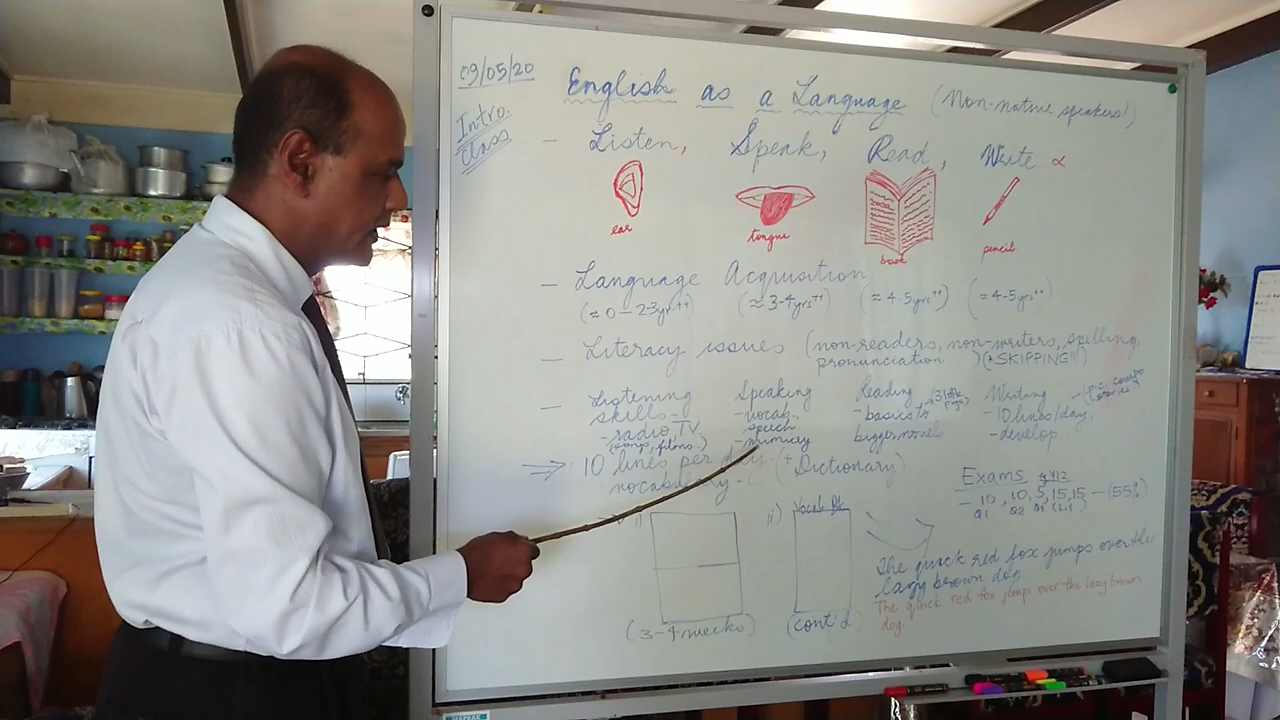 09/05/20
Intro.
Class
English as a Language (Non-native speakers!)
- Listen, Speak, Read, Write
ear tongue book pencil
- Language Acquisition
(≈ 0 - 2-3yrs++) (≈ 3-4yrs++) (≈ 4-5yrs++) (≈ 4-5yrs++)
- Literacy issues (non-readers, non-writers, spelling,
pronunciation) (* SKIPPING!!)
- Listening Speaking Reading Writing
skills - vocab. - basics - 10 lines/day.
- radio, TV speech
(songs, films.) - mimicry bigger novels - develop
⇒ 10 lines per day - (+ Dictionary)
vocabulary -
Exams yr12
- 10, 10, 5, 15, 15 - (55%)
Q1 Q2 Q3 (Lit)
i) ii) Vocab Bk
(3-4 weeks) (cont'd)
The quick red fox jumps over the
lazy brown dog
The quick red fox jumps over the lazy brown
dog.